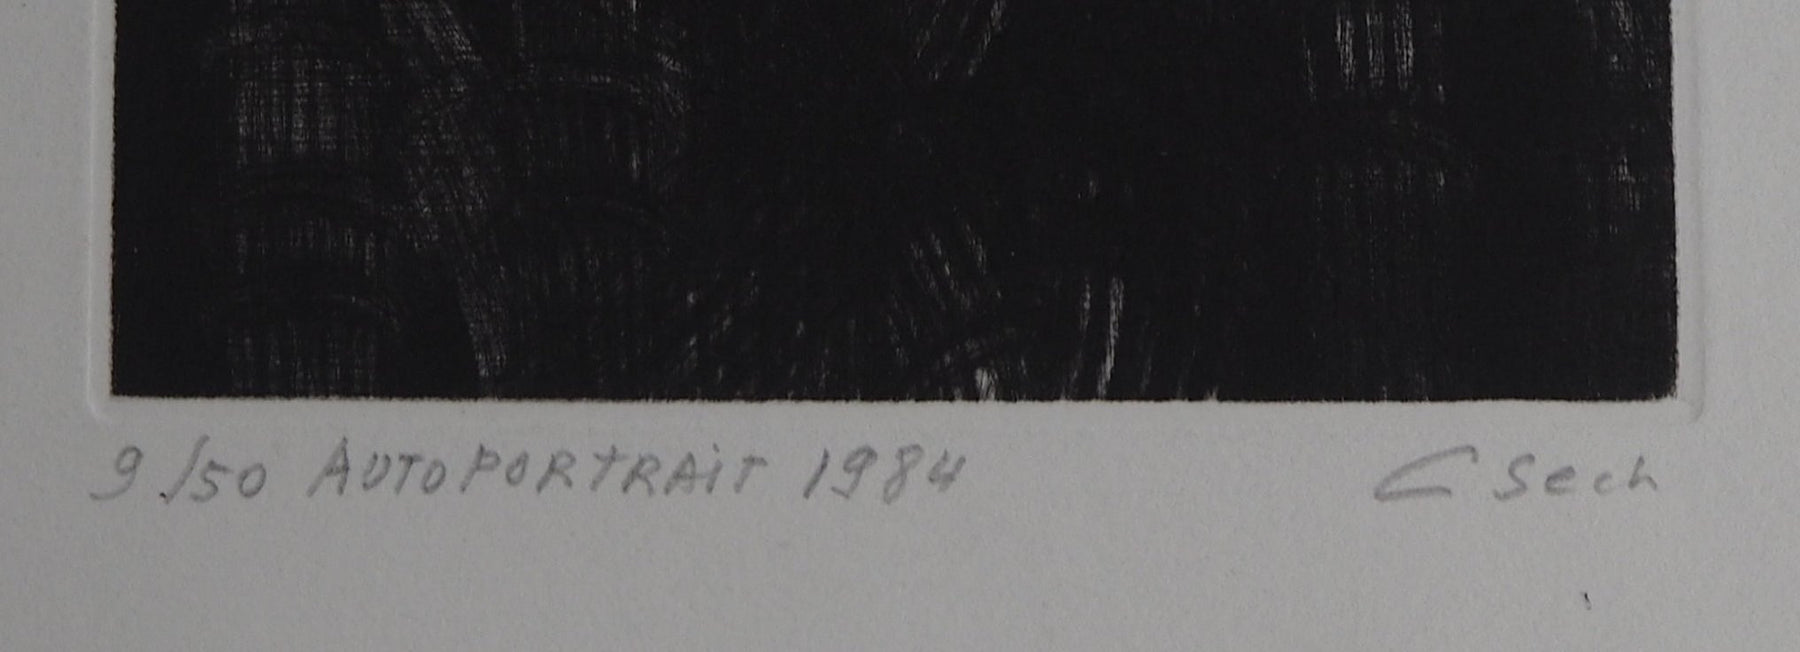 9/50 AUTOPORTRAiT 1984 C Sech